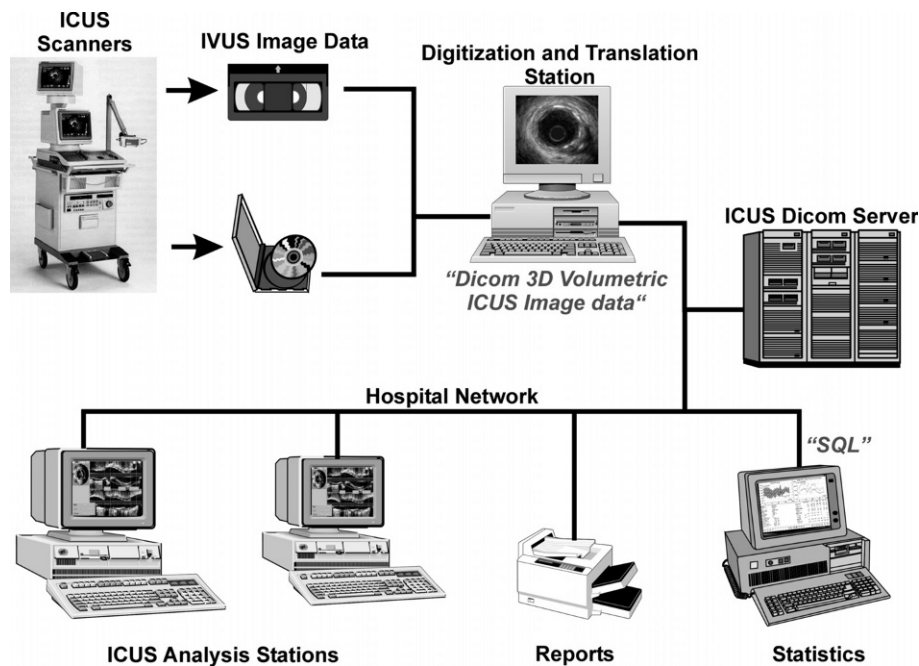 ICUS
Scanners
IVUS Image Data
Digitization and Translation
Station
ICUS Dicom Server
“Dicom 3D Volumetric
ICUS Image data“
Hospital Network
“SQL”
ICUS Analysis Stations
Reports
Statistics